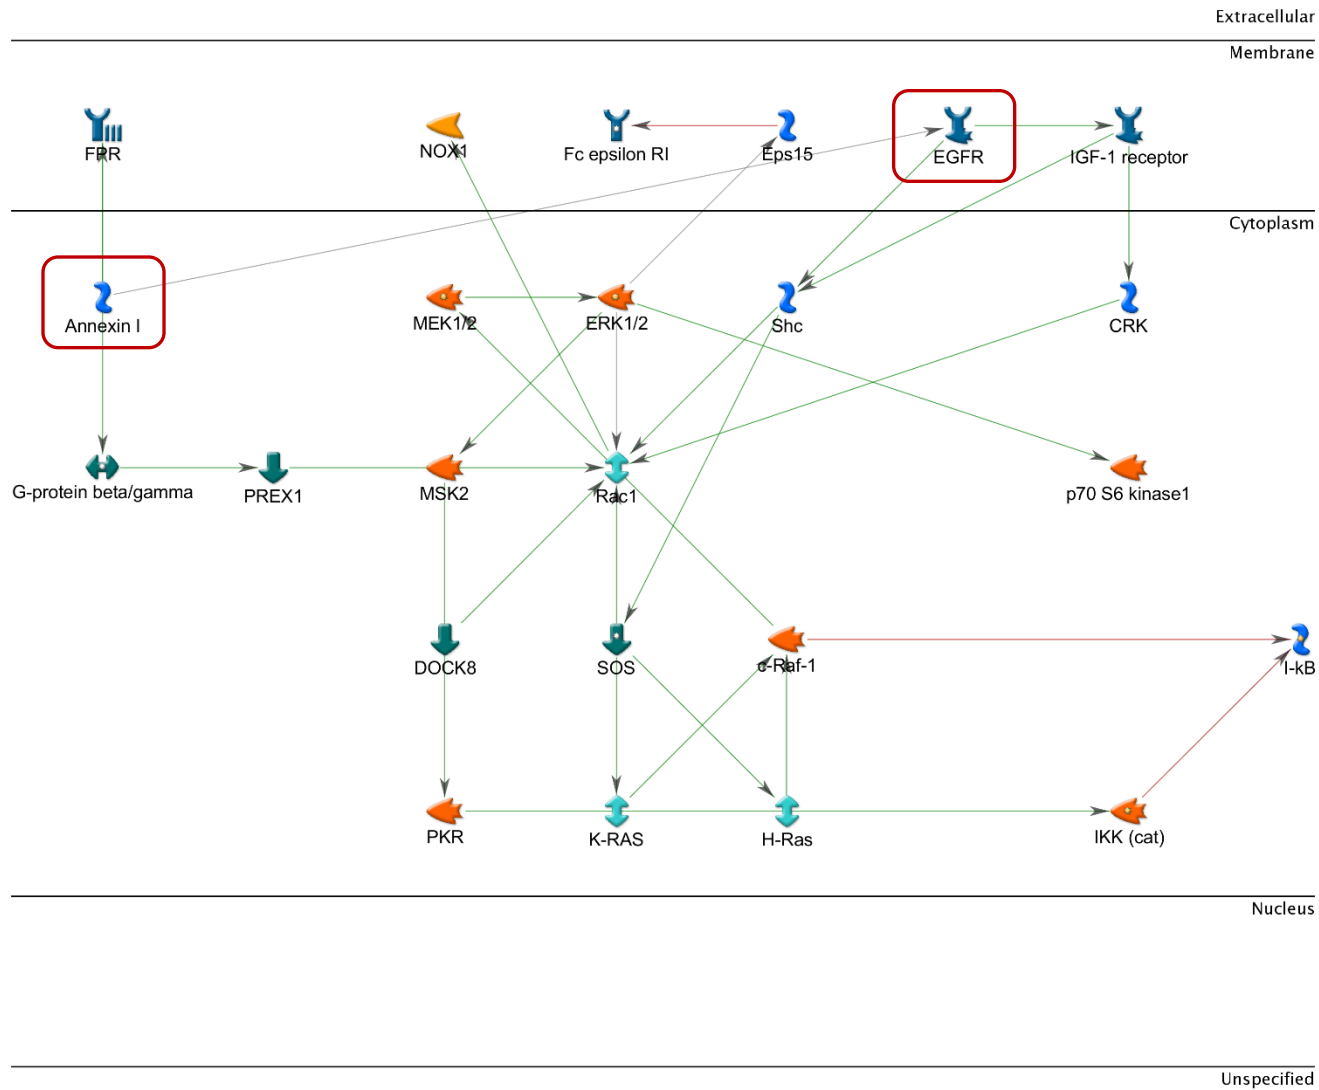 Extracellular
Membrane
FPR
NOX1
Fc epsilon RI
Eps15
EGFR
IGF-1 receptor
Cytoplasm
Annexin I
MEK1/2
ERK1/2
Shc
CRK
G-protein beta/gamma
PREX1
MSK2
Rac1
p70 S6 kinase1
DOCK8
SOS
c-Raf-1
I-kB
PKR
K-RAS
H-Ras
IKK (cat)
Nucleus
Unspecified